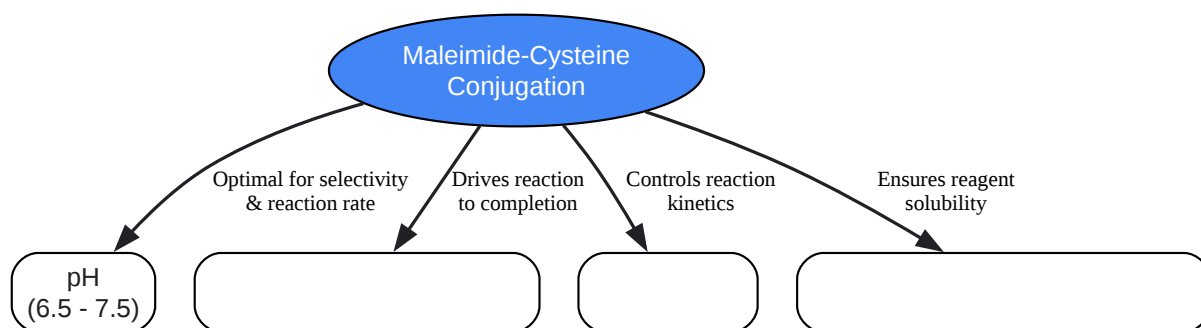 Maleimide-Cysteine
Conjugation
Optimal for selectivity
& reaction rate
Drives reaction
to completion
Controls reaction
kinetics
Ensures reagent
solubility
pH
(6.5 - 7.5)